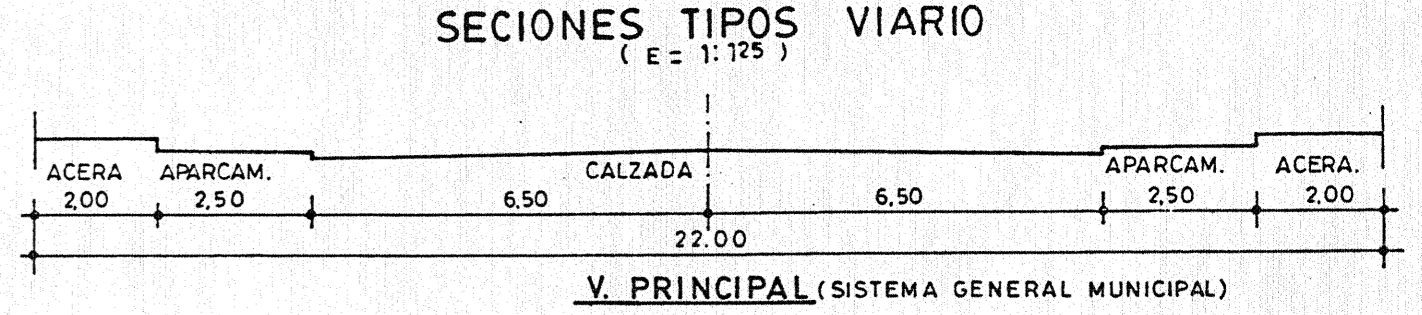 SECIONES TIPOS VIARIO
( E = 1:125 )
ACERA APARCAM. CALZADA APARCAM. ACERA.
2,00 2,50 6,50 6,50 2,50 2,00
22.00
V. PRINCIPAL (SISTEMA GENERAL MUNICIPAL)